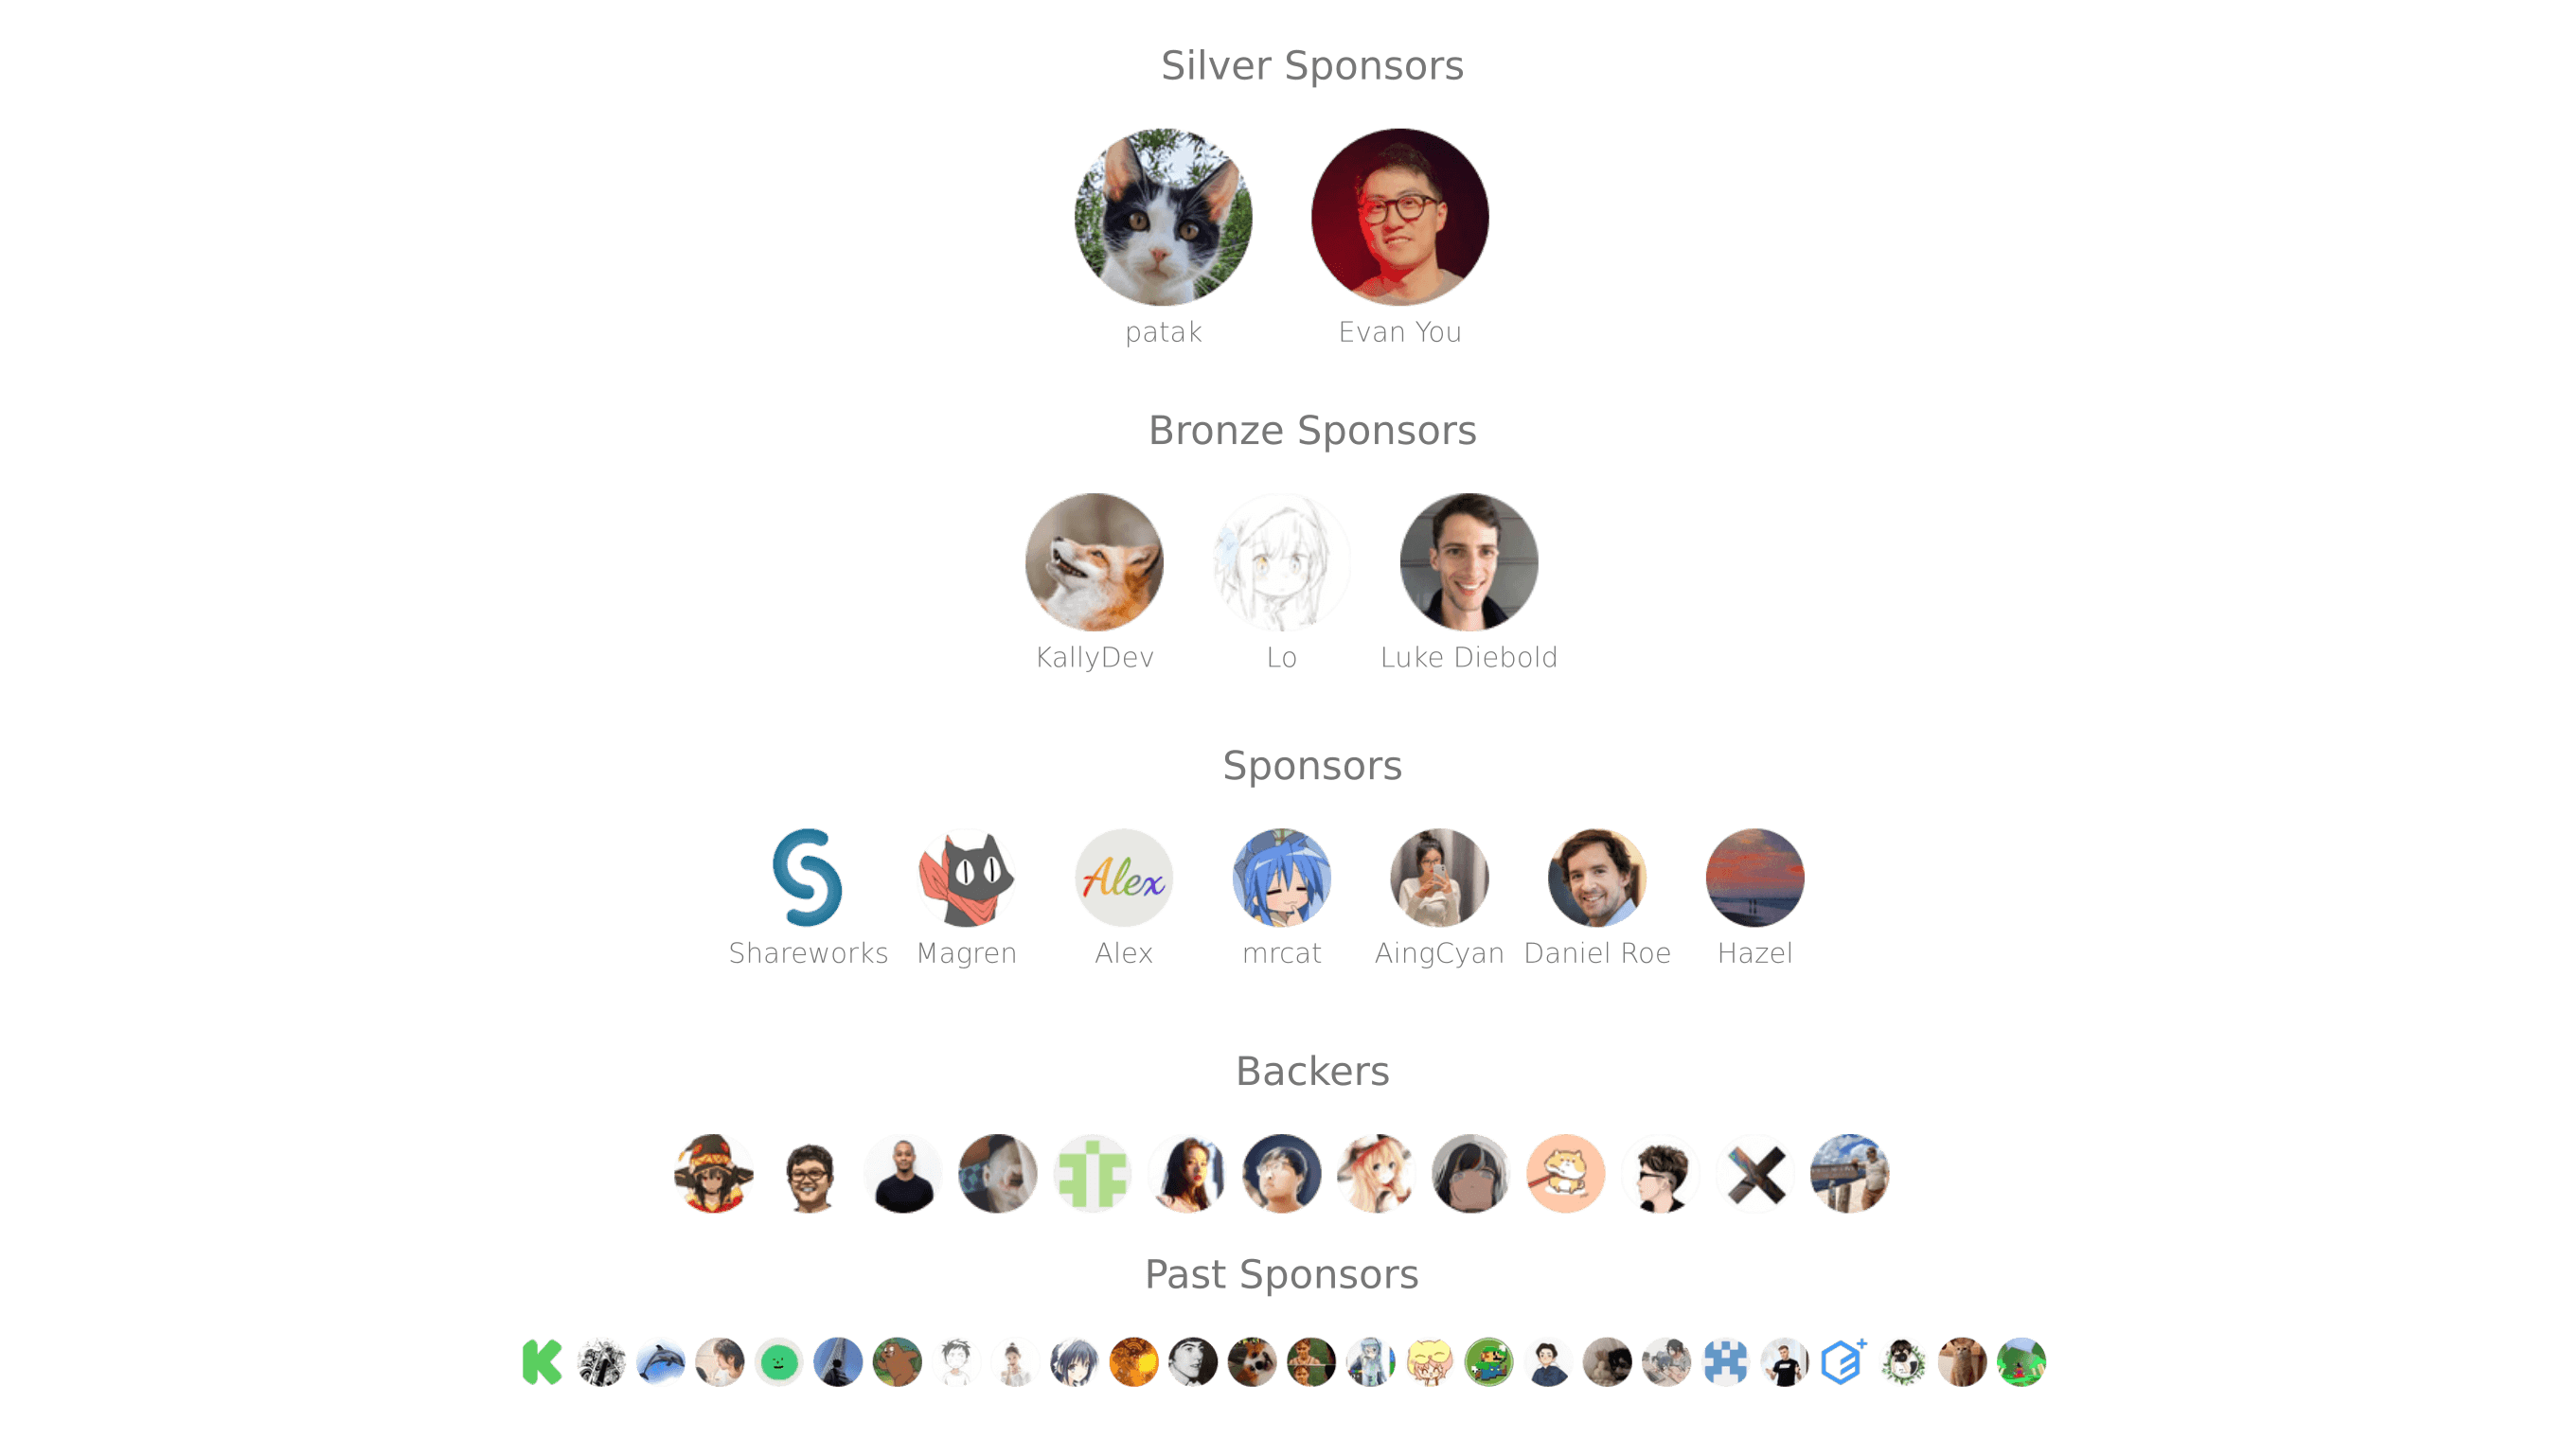 Silver Sponsors
patak
Evan You
Bronze Sponsors
KallyDev
Lo
Luke Diebold
Sponsors
Alex
Shareworks
Magren
Alex
mrcat
AingCyan
Daniel Roe
Hazel
Backers
Past Sponsors